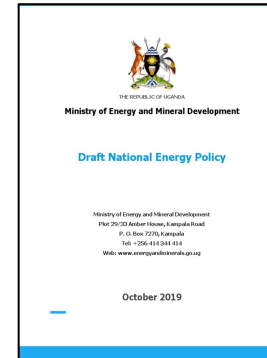 THE REPUBLIC OF UGANDA
Ministry of Energy and Mineral Development
Draft National Energy Policy
Ministry of Energy and Mineral Development
Plot 29/33 Amber House, Kampala Road
P. O. Box 7270, Kampala
Tel: +256 414 344 414
Web: www.energyandminerals.go.ug
October 2019